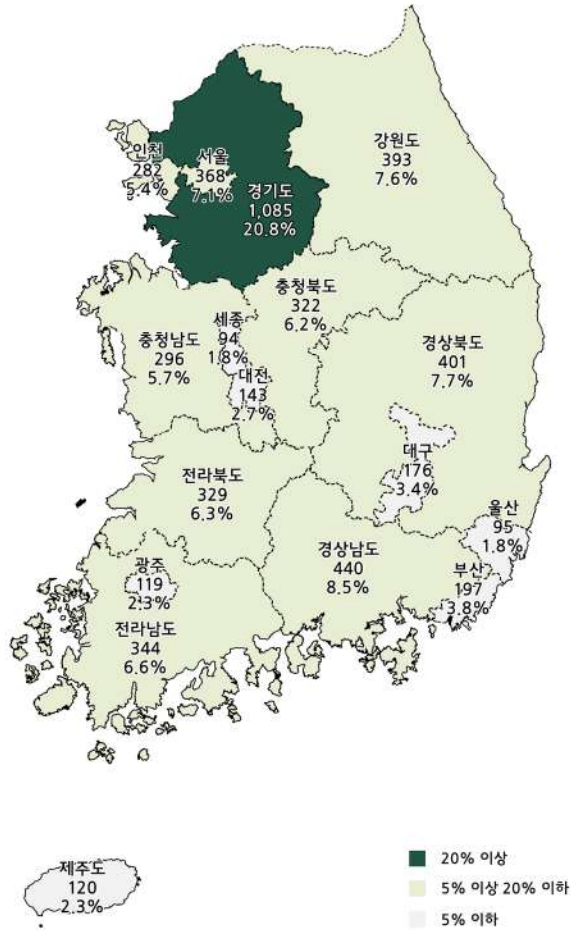 강원도
393
7.6%
인천
282
5.4%
서울
368
7.1%
경기도
1,085
20.8%
충청북도
322
6.2%
세종
94
1.8%
충청남도
296
5.7%
대전
143
2.7%
경상북도
401
7.7%
대구
176
3.4%
전라북도
329
6.3%
울산
95
1.8%
경상남도
440
8.5%
부산
197
3.8%
광주
119
2.3%
전라남도
344
6.6%
제주도
120
2.3%
20% 이상
5% 이상 20% 이하
5% 이하